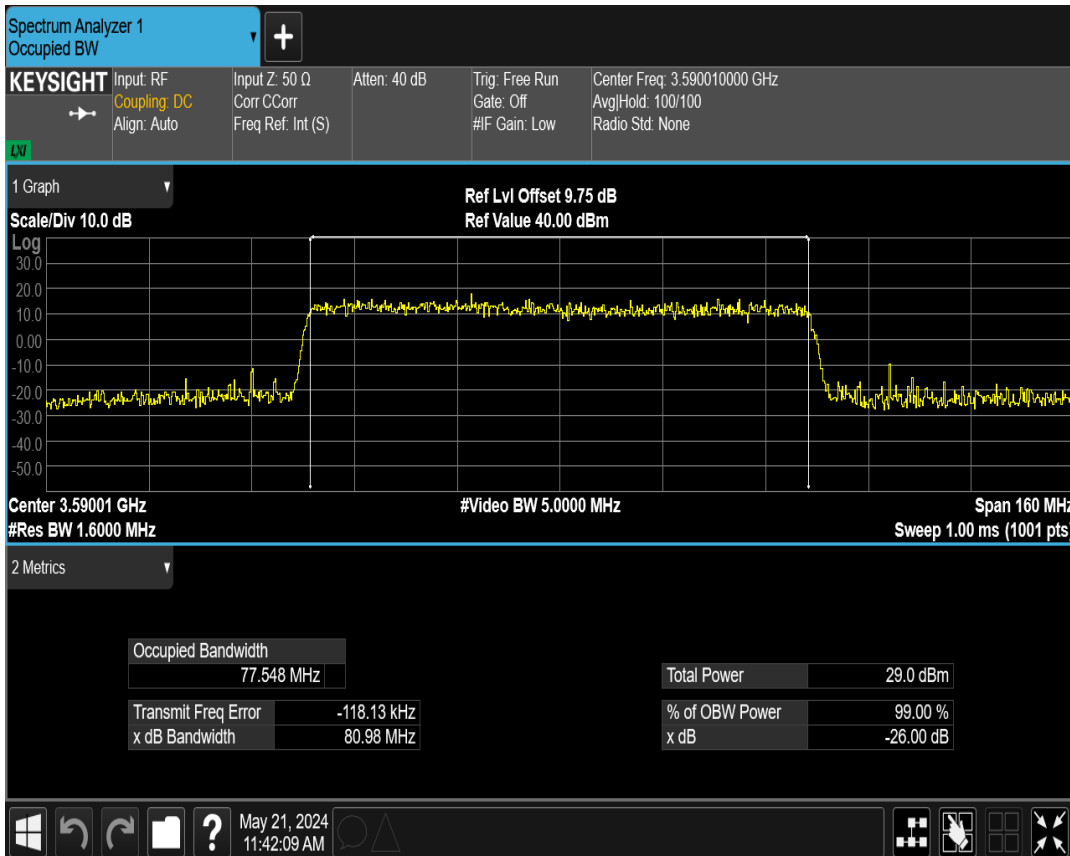 Spectrum Analyzer 1
Occupied BW
+
KEYSIGHT
LXI
Input: RF
Coupling: DC
Align: Auto
Input Z: 50 Ω
Corr CCorr
Freq Ref: Int (S)
Atten: 40 dB
Trig: Free Run
Gate: Off
#IF Gain: Low
Center Freq: 3.590010000 GHz
Avg|Hold: 100/100
Radio Std: None
1 Graph
Scale/Div 10.0 dB
Ref Lvl Offset 9.75 dB
Ref Value 40.00 dBm
Log
30.0
20.0
10.0
0.00
-10.0
-20.0
-30.0
-40.0
-50.0
Center 3.59001 GHz
#Video BW 5.0000 MHz
Span 160 MHz
#Res BW 1.6000 MHz
Sweep 1.00 ms (1001 pts)
2 Metrics
Occupied Bandwidth
77.548 MHz
Total Power 29.0 dBm
Transmit Freq Error -118.13 kHz
% of OBW Power 99.00 %
x dB Bandwidth 80.98 MHz
x dB -26.00 dB
?
May 21, 2024
11:42:09 AM